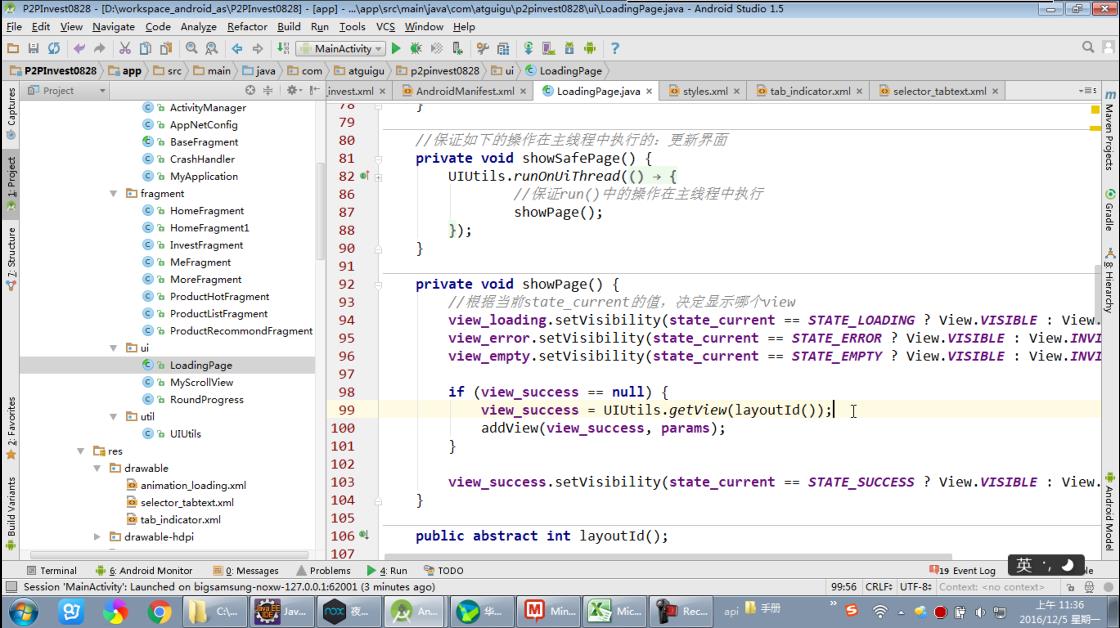 P2PInvest0828 - [D:\workspace_android_as\P2PInvest0828] - [app] - ...\app\src\main\java\com\atguigu\p2pinvest0828\ui\LoadingPage.java - Android Studio 1.5
File Edit View Navigate Code Analyze Refactor Build Run Tools VCS Window Help
MainActivity
P2PInvest0828 app src main java com atguigu p2pinvest0828 ui LoadingPage
Project
_invest.xml AndroidManifest.xml LoadingPage.java styles.xml tab_indicator.xml selector_tabtext.xml
Captures
1: Project
7: Structure
2: Favorites
Build Variants
ActivityManager
AppNetConfig
BaseFragment
CrashHandler
MyApplication
fragment
HomeFragment
HomeFragment1
InvestFragment
MeFragment
MoreFragment
ProductHotFragment
ProductListFragment
ProductRecommondFragment
ui
LoadingPage
MyScrollView
RoundProgress
util
UIUtils
res
drawable
animation_loading.xml
selector_tabtext.xml
tab_indicator.xml
drawable-hdpi
78 }
79
80 //保证如下的操作在主线程中执行的：更新界面
81 private void showSafePage() {
82 UIUtils.runOnUiThread(() → {
86 //保证run()中的操作在主线程中执行
87 showPage();
88 });
90 }
91
92 private void showPage() {
93 //根据当前state_current的值，决定显示哪个view
94 view_loading.setVisibility(state_current == STATE_LOADING ? View.VISIBLE : View.
95 view_error.setVisibility(state_current == STATE_ERROR ? View.VISIBLE : View.INVI
96 view_empty.setVisibility(state_current == STATE_EMPTY ? View.VISIBLE : View.INVI
97
98 if (view_success == null) {
99 view_success = UIUtils.getView(layoutId());
100 addView(view_success, params);
101 }
102
103 view_success.setVisibility(state_current == STATE_SUCCESS ? View.VISIBLE : View.
104 }
105
106 public abstract int layoutId();
107
Maven Projects
Gradle
8: Hierarchy
Android Model
Terminal 6: Android Monitor 0: Messages Problems 4: Run TODO 19 Event Log
英
Session 'MainActivity': Launched on bigsamsung-noxw-127.0.0.1:62001 (3 minutes ago) 99:56 CRLF÷ UTF-8÷ Context: <no context>
C:\... Jav... 夜... An... 华... Min... Mic... Rec... api 手册
上午 11:36
2016/12/5 星期一